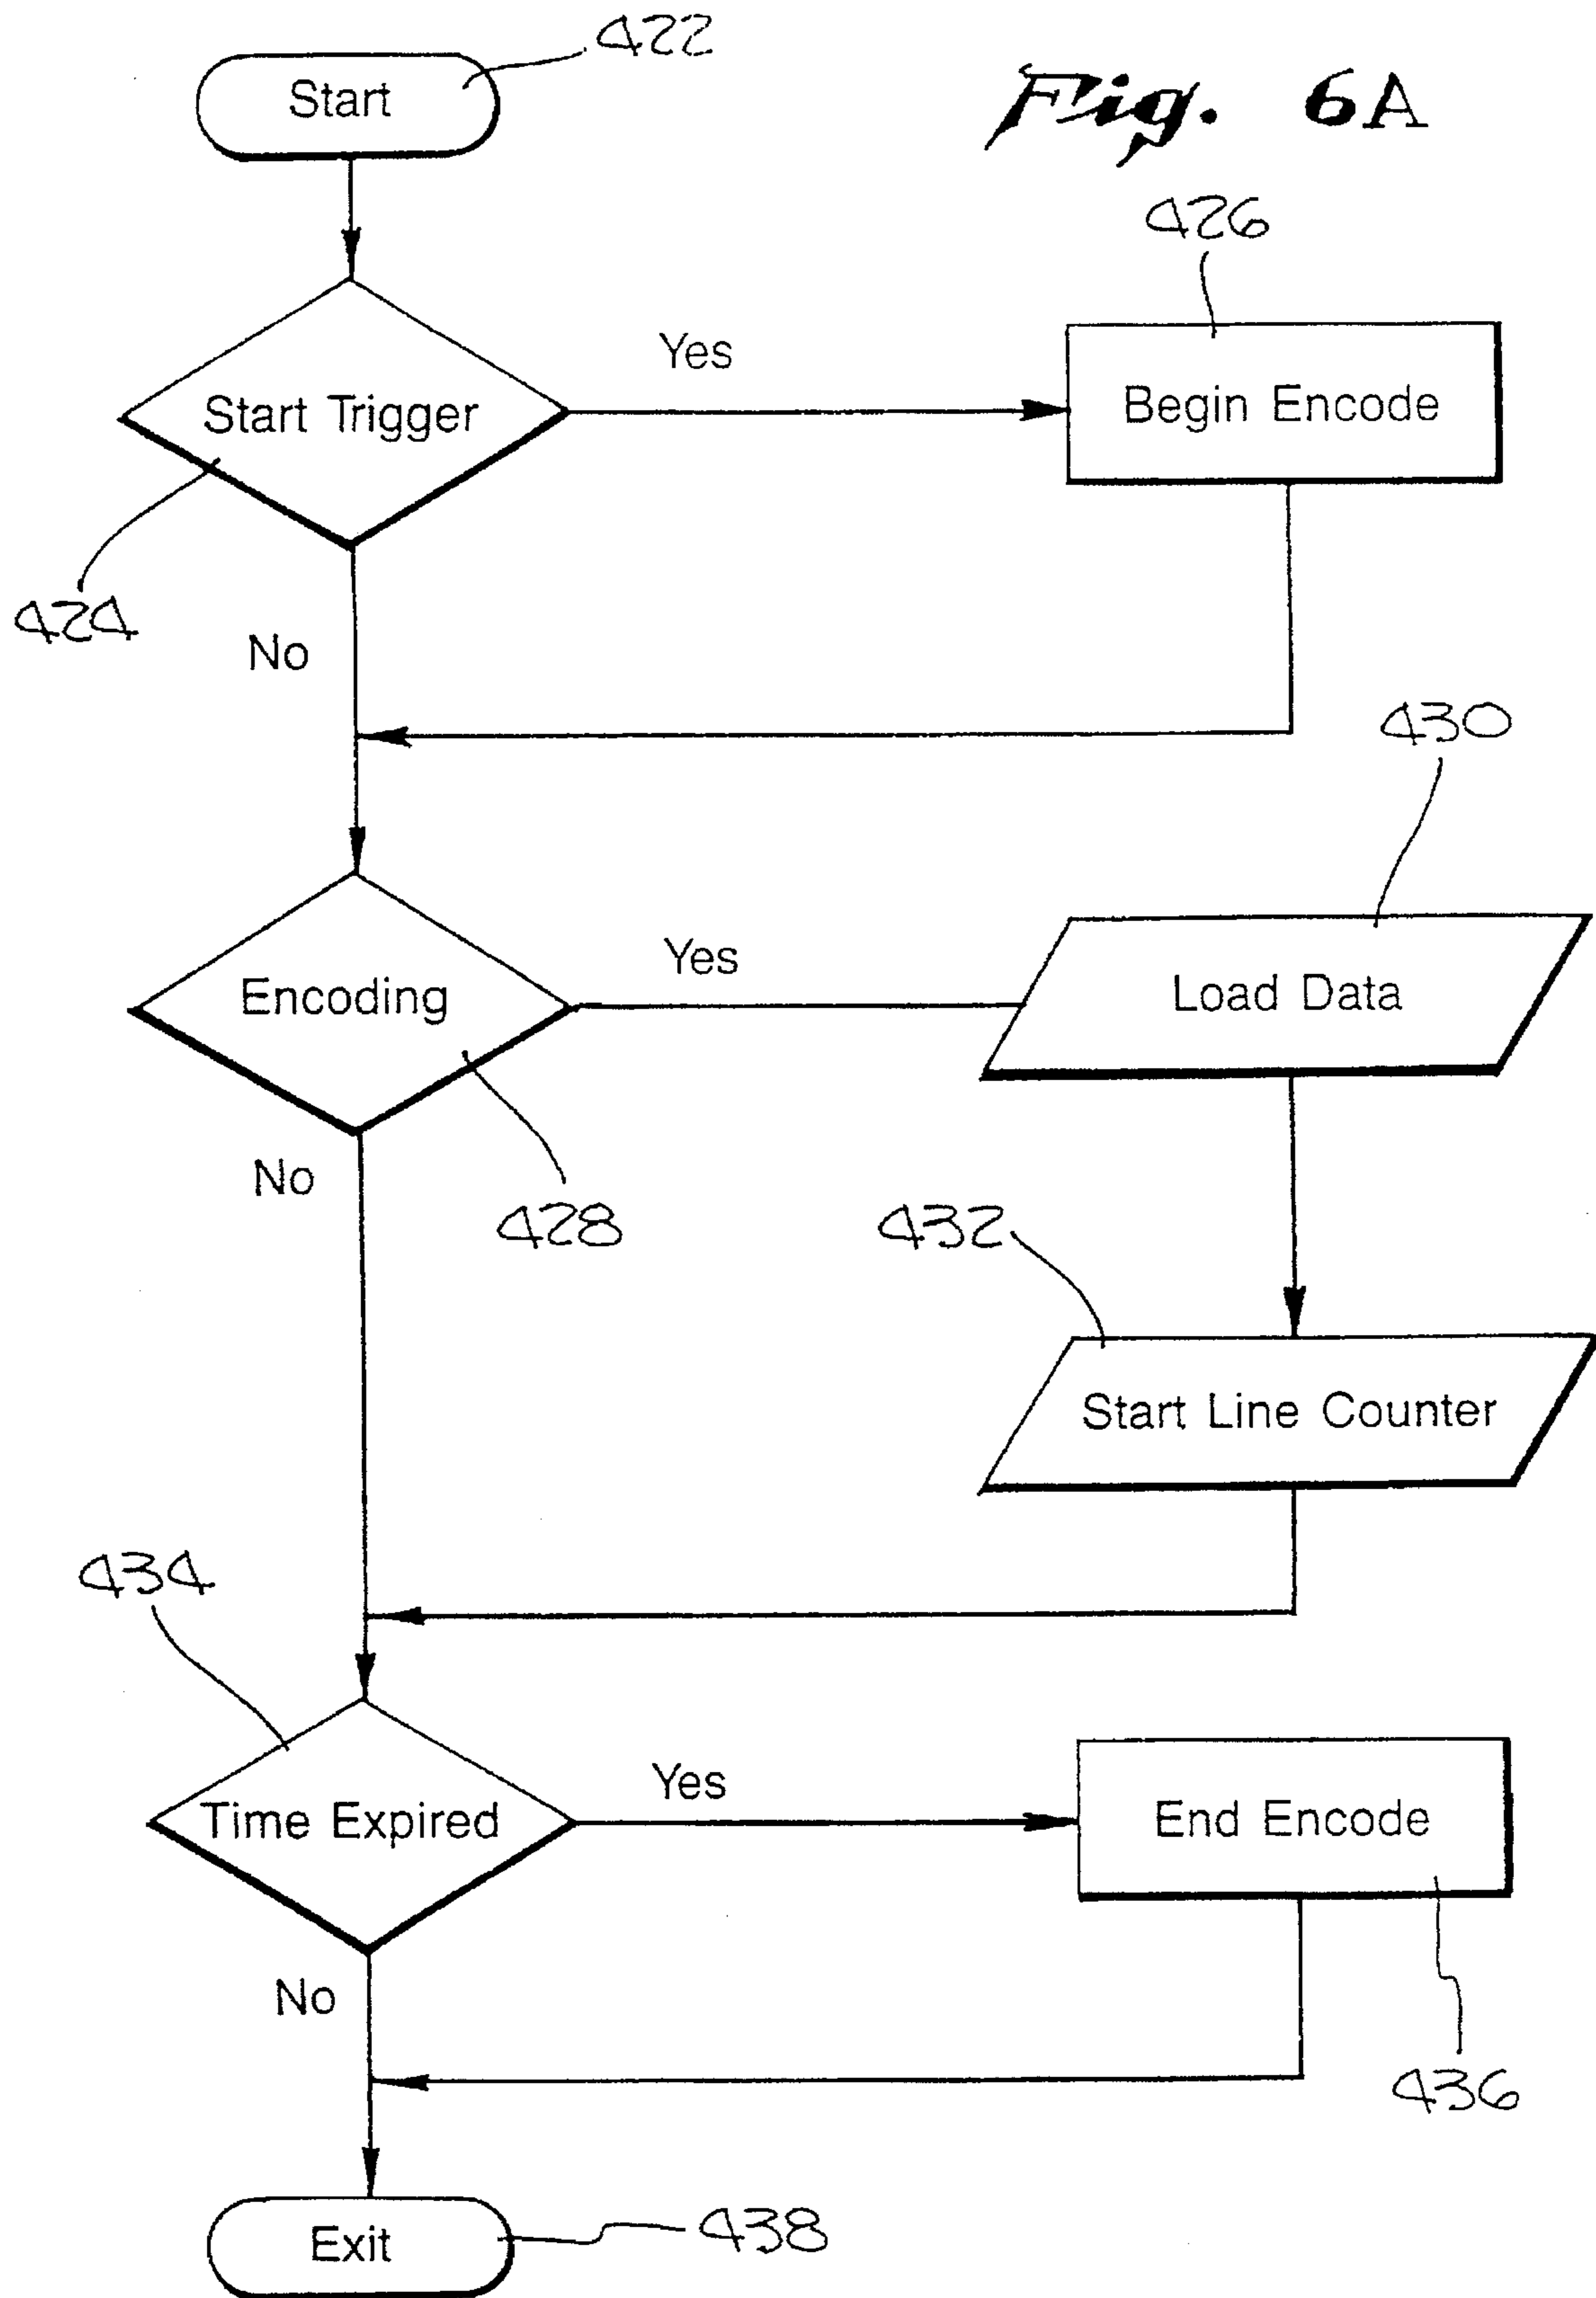 422
Start
Fig. 6A
426
Yes
Begin Encode
Start Trigger
424
No
430
Yes
Load Data
Encoding
No
428
432
Start Line Counter
434
Yes
Time Expired
End Encode
No
436
Exit
438